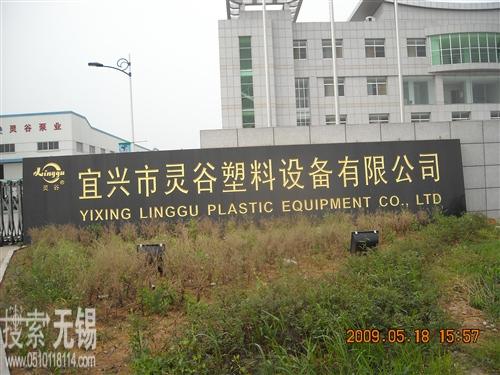 灵谷泵业
Linggu
灵谷®
宜兴市灵谷塑料设备有限公司
YIXING LINGGU PLASTIC EQUIPMENT CO., LTD
搜索无锡
www.0510118114.com
2009.05.18 15:57